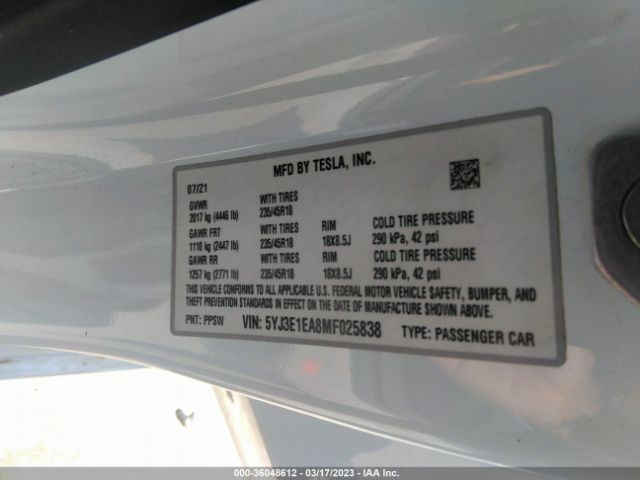 MFD BY TESLA, INC.
07/21
GVWR WITH TIRES
2017 kg (4446 lb) 235/45R18
GAWR FRT WITH TIRES RIM COLD TIRE PRESSURE
1110 kg (2447 lb) 235/45R18 18X8.5J 290 kPa, 42 psi
GAWR RR WITH TIRES RIM COLD TIRE PRESSURE
1257 kg (2771 lb) 235/45R18 18X8.5J 290 kPa, 42 psi
THIS VEHICLE CONFORMS TO ALL APPLICABLE U.S. FEDERAL MOTOR VEHICLE SAFETY, BUMPER, AND
THEFT PREVENTION STANDARDS IN EFFECT ON THE DATE OF MANUFACTURE SHOWN ABOVE.
PNT: PPSW VIN: 5YJ3E1EA8MF025838 TYPE: PASSENGER CAR
000-36048612 - 03/17/2023 - IAA Inc.